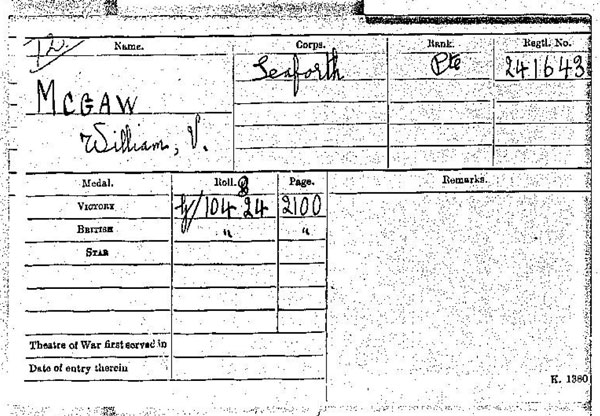 12. Name. Corps. Rank. Regtl. No.
MCGAW Seaforth Pte 241643
William, V.
Medal. Roll. Page. Remarks.
VICTORY 104 24 2100
BRITISH " "
STAR
Theatre of War first served in
Date of entry therein
K. 1380